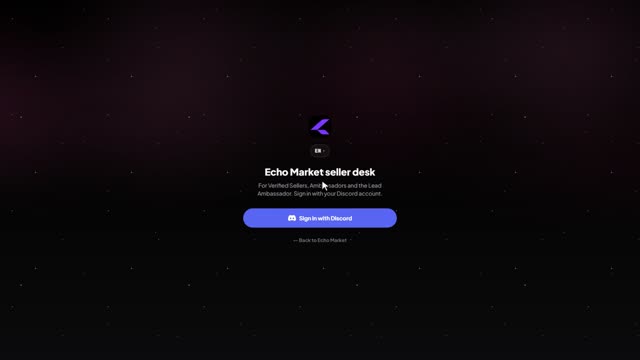 EN
Echo Market seller desk
For Verified Sellers, Ambassadors and the Lead
Ambassador. Sign in with your Discord account.
Sign in with Discord
← Back to Echo Market